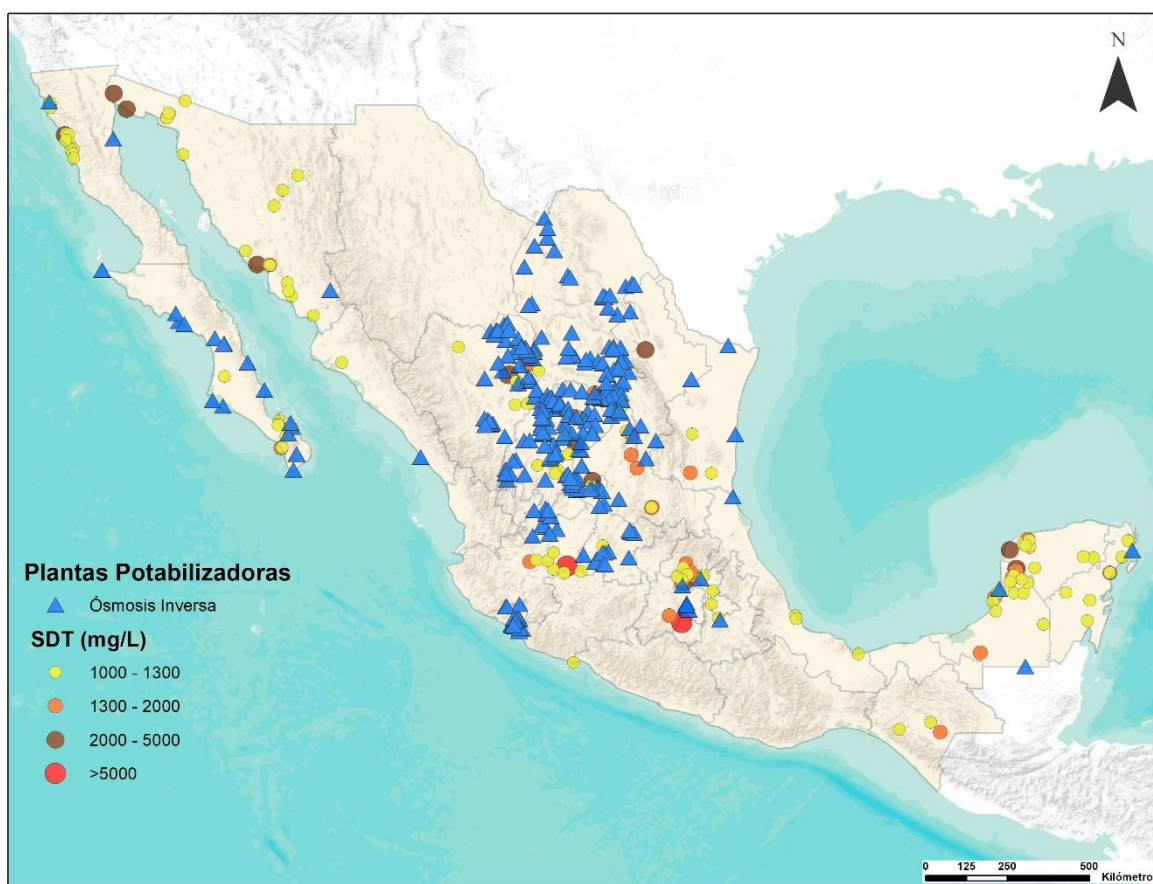 N
Plantas Potabilizadoras
Ósmosis Inversa
SDT (mg/L)
1000 - 1300
1300 - 2000
2000 - 5000
>5000
0 125 250 500
Kilómetro